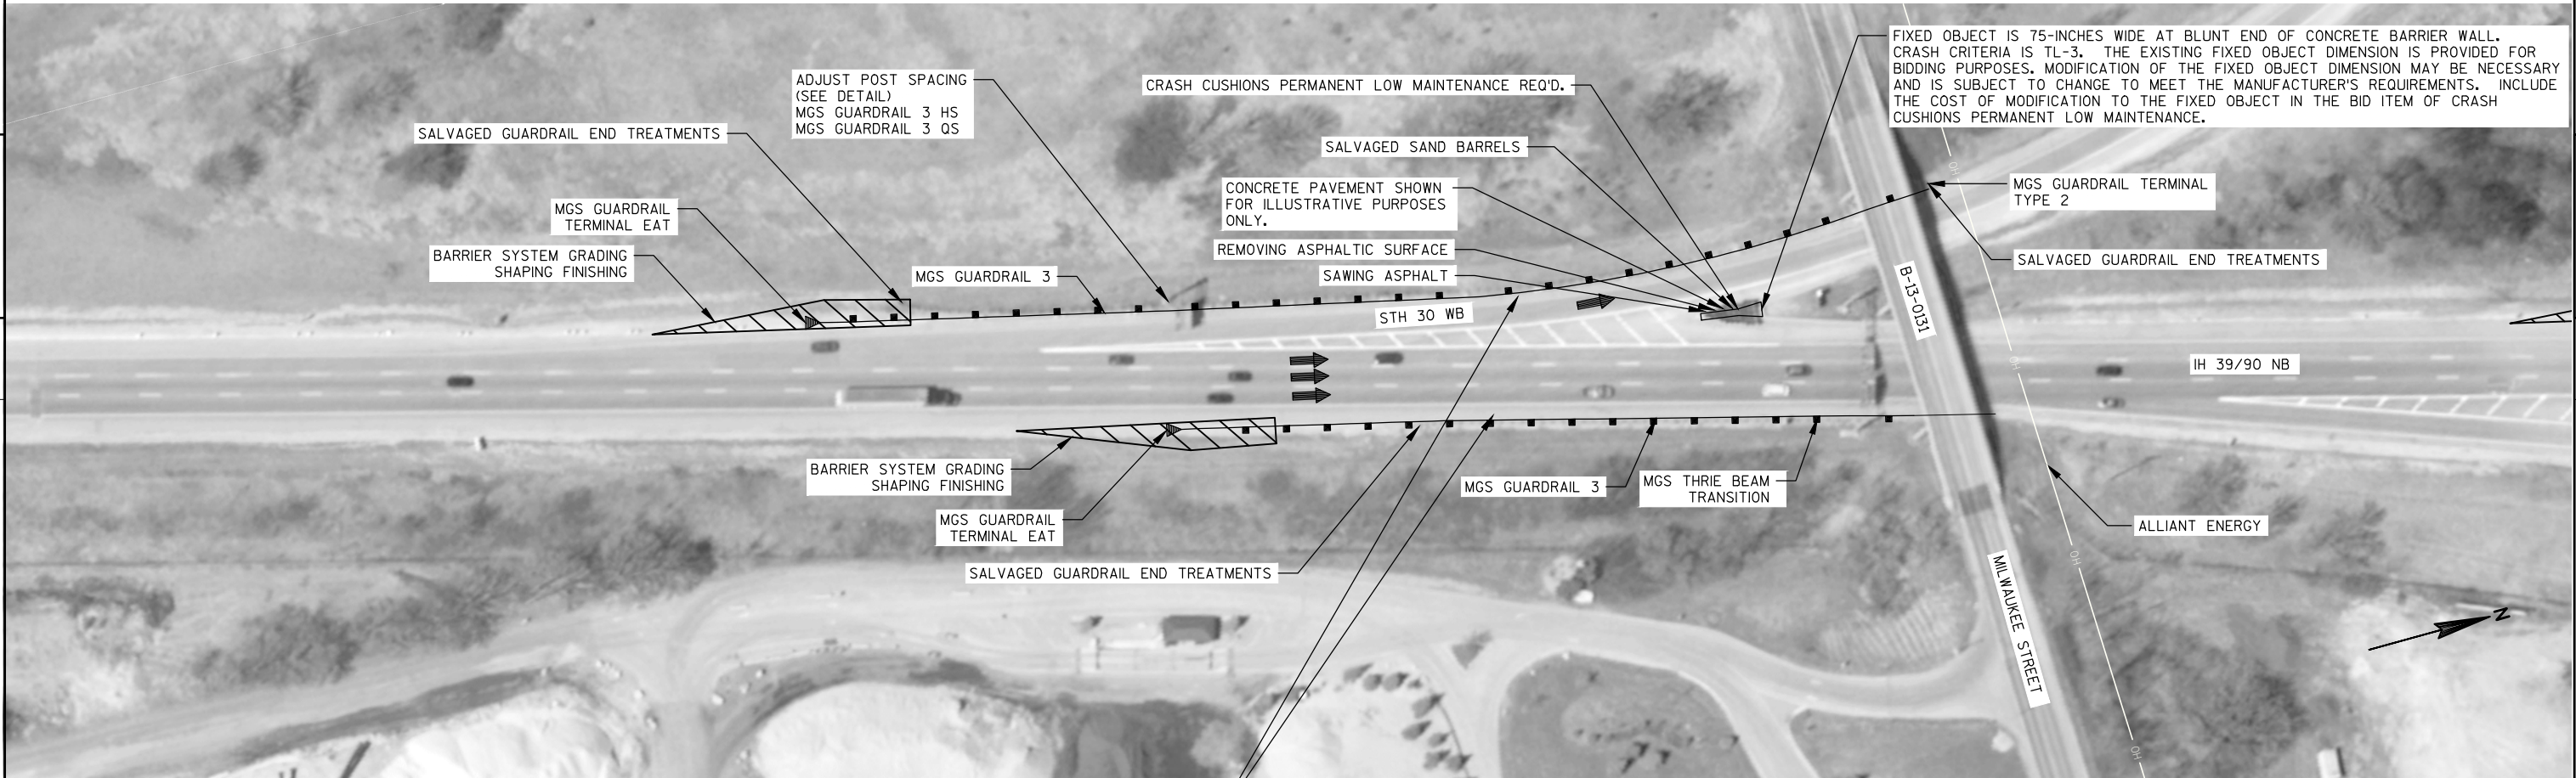 FIXED OBJECT IS 75-INCHES WIDE AT BLUNT END OF CONCRETE BARRIER WALL.
CRASH CRITERIA IS TL-3. THE EXISTING FIXED OBJECT DIMENSION IS PROVIDED FOR
BIDDING PURPOSES. MODIFICATION OF THE FIXED OBJECT DIMENSION MAY BE NECESSARY
AND IS SUBJECT TO CHANGE TO MEET THE MANUFACTURER'S REQUIREMENTS. INCLUDE
THE COST OF MODIFICATION TO THE FIXED OBJECT IN THE BID ITEM OF CRASH
CUSHIONS PERMANENT LOW MAINTENANCE.
ADJUST POST SPACING
(SEE DETAIL)
MGS GUARDRAIL 3 HS
MGS GUARDRAIL 3 QS
CRASH CUSHIONS PERMANENT LOW MAINTENANCE REQ'D.
SALVAGED GUARDRAIL END TREATMENTS
SALVAGED SAND BARRELS
CONCRETE PAVEMENT SHOWN
FOR ILLUSTRATIVE PURPOSES
ONLY.
MGS GUARDRAIL TERMINAL
TYPE 2
MGS GUARDRAIL
TERMINAL EAT
REMOVING ASPHALTIC SURFACE
BARRIER SYSTEM GRADING
SHAPING FINISHING
SALVAGED GUARDRAIL END TREATMENTS
MGS GUARDRAIL 3
SAWING ASPHALT
B-13-0131
STH 30 WB
IH 39/90 NB
BARRIER SYSTEM GRADING
SHAPING FINISHING
MGS GUARDRAIL 3
MGS THRIE BEAM
TRANSITION
MGS GUARDRAIL
TERMINAL EAT
ALLIANT ENERGY
SALVAGED GUARDRAIL END TREATMENTS
MILWAUKEE STREET
N
OH
OH
OH
OH